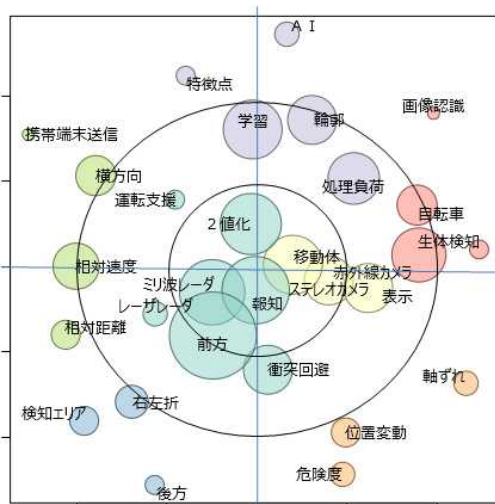 ＡＩ
特徴点
画像認識
学習
輪郭
携帯端末送信
横方向
処理負荷
運転支援
自転車
２値化
生体検知
移動体
相対速度
赤外線カメラ
ミリ波レーダ
ステレオカメラ
表示
レーザレーダ
報知
相対距離
前方
衝突回避
軸ずれ
右左折
検知エリア
位置変動
危険度
後方